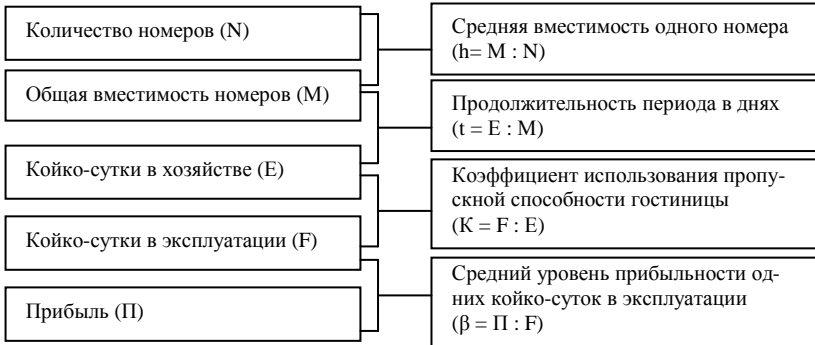 Количество номеров (N)
Общая вместимость номеров (М)
Койко-сутки в хозяйстве (Е)
Койко-сутки в эксплуатации (F)
Прибыль (П)
Средняя вместимость одного номера
(h= М : N)
Продолжительность периода в днях
(t = Е : М)
Коэффициент использования пропу-
скной способности гостиницы
(К = F : Е)
Средний уровень прибыльности од-
них койко-суток в эксплуатации
(β = П : F)